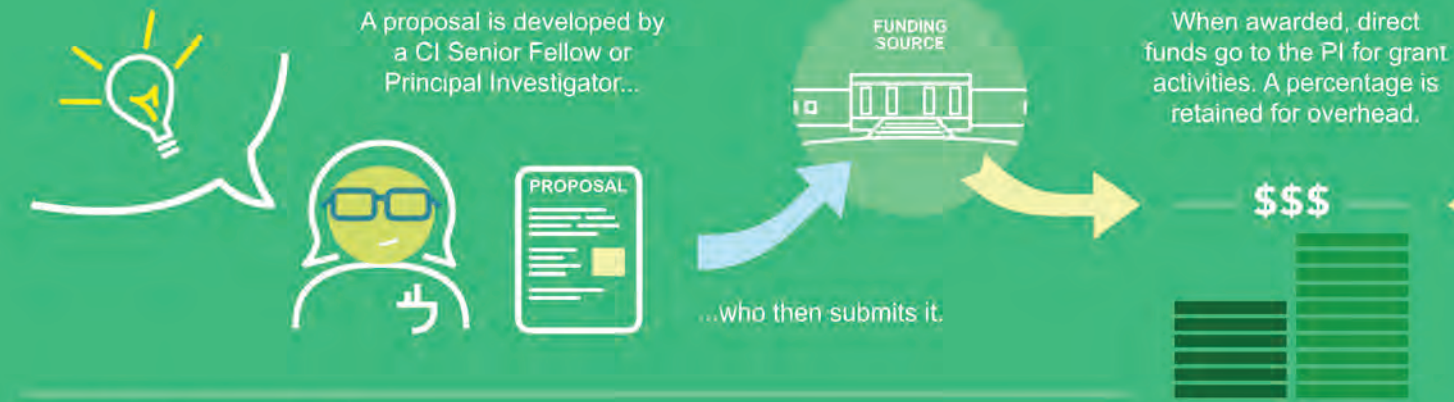 A proposal is developed by
a CI Senior Fellow or
Principal Investigator...
PROPOSAL
...who then submits it.
FUNDING
SOURCE
When awarded, direct
funds go to the PI for grant
activities. A percentage is
retained for overhead.
$$$